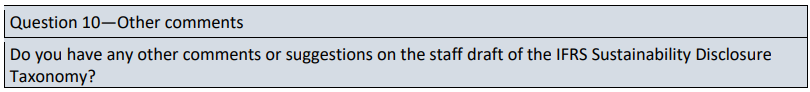 Question 10—Other comments
Do you have any other comments or suggestions on the staff draft of the IFRS Sustainability Disclosure
Taxonomy?